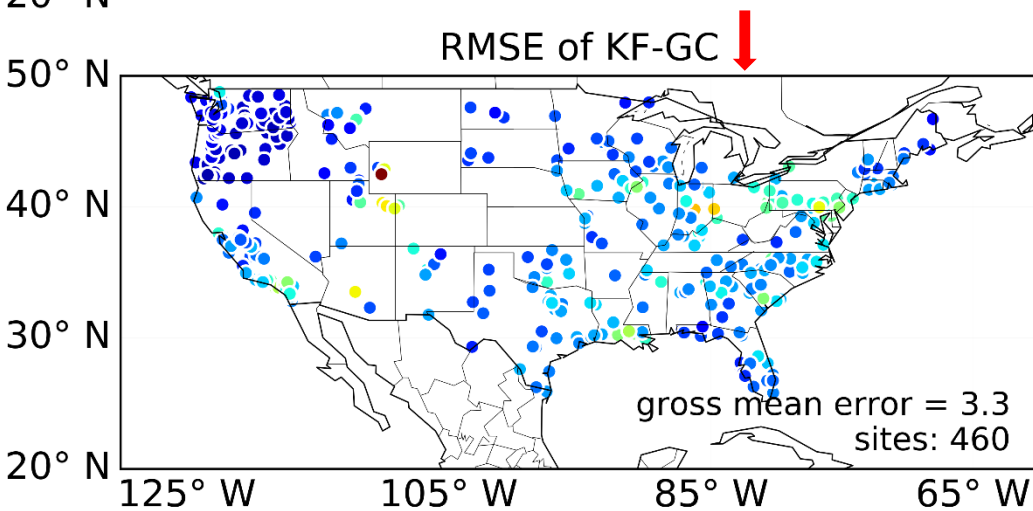 20° N
RMSE of KF-GC
50° N
40° N
30° N
gross mean error = 3.3
sites: 460
20° N
125° W 105° W 85° W 65° W